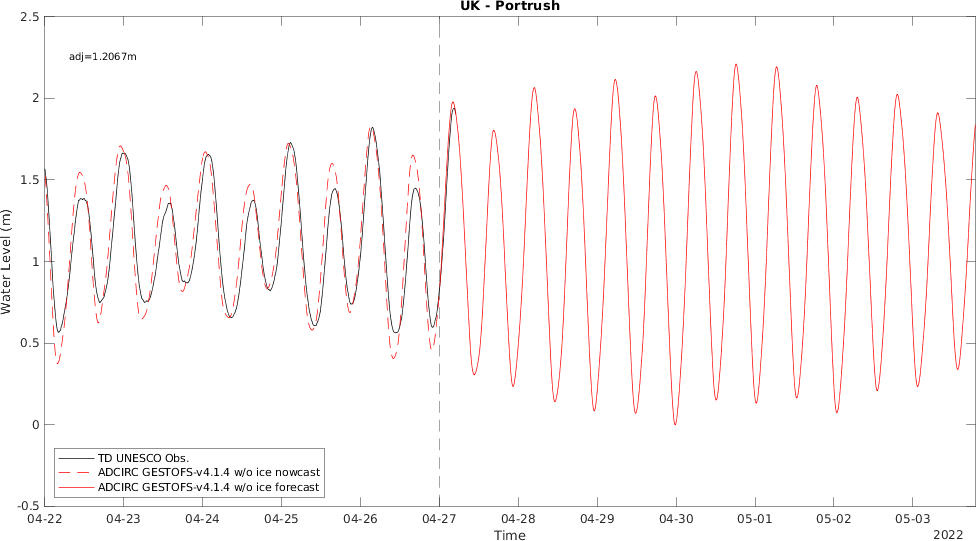 UK - Portrush
2.5
2
1.5
1
0.5
0
-0.5
Water Level (m)
adj=1.2067m
TD UNESCO Obs.
ADCIRC GESTOFS-v4.1.4 w/o ice nowcast
ADCIRC GESTOFS-v4.1.4 w/o ice forecast
04-22 04-23 04-24 04-25 04-26 04-27 04-28 04-29 04-30 05-01 05-02 05-03
Time
2022